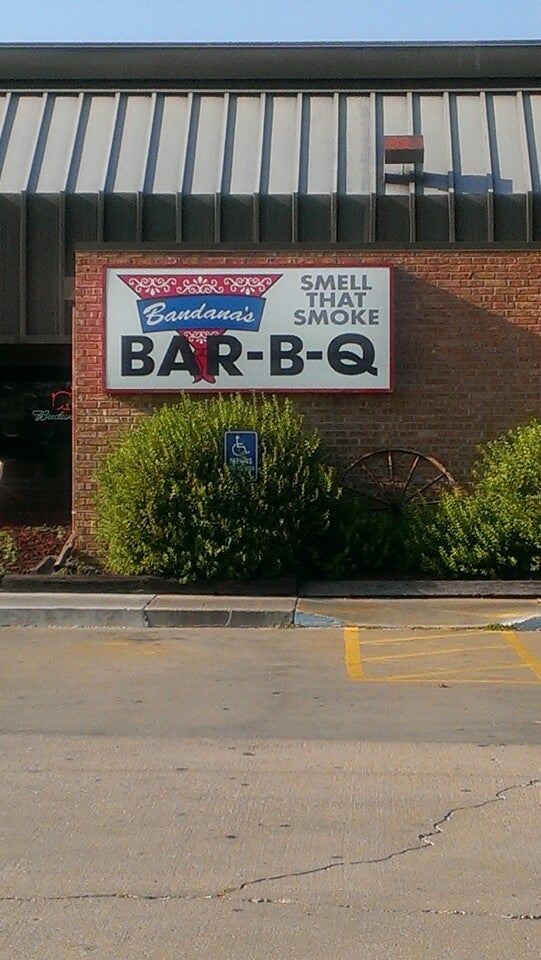 Bandana's
SMELL
THAT
SMOKE
BAR-B-Q